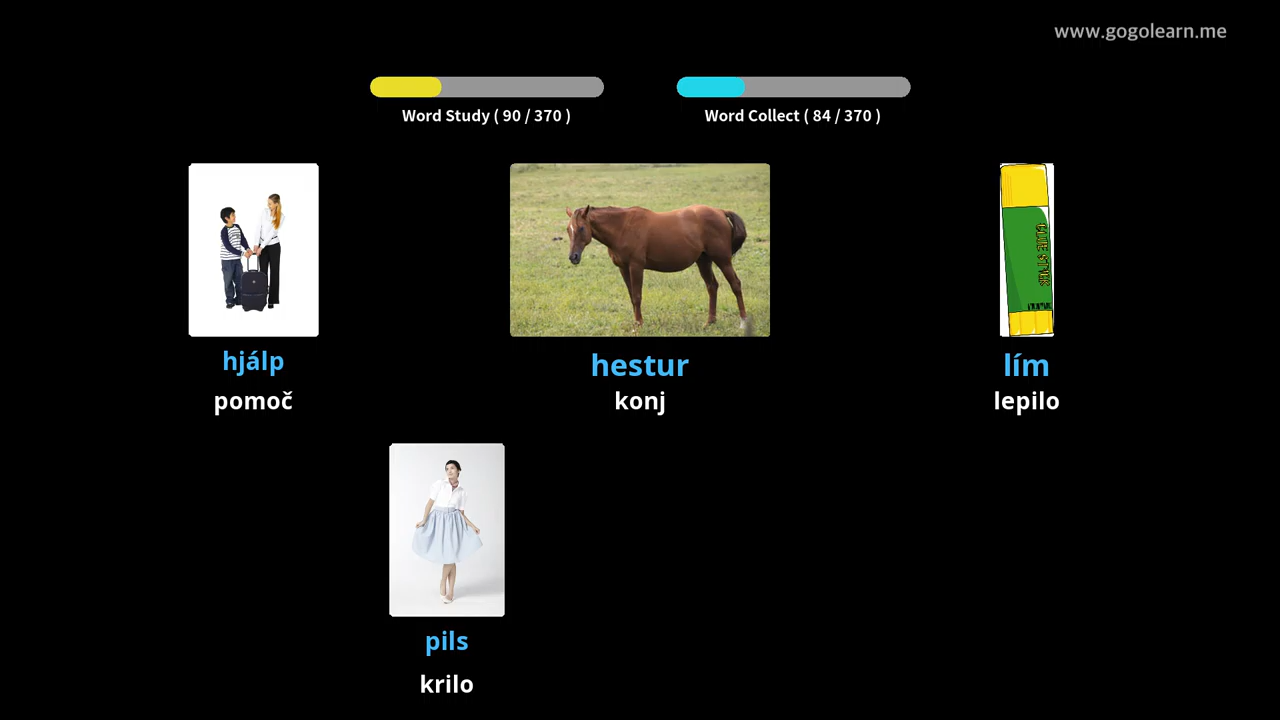 www.gogolearn.me
Word Study ( 90 / 370 )
Word Collect ( 84 / 370 )
hjálp
hestur
lím
pomoč
konj
lepilo
pils
krilo